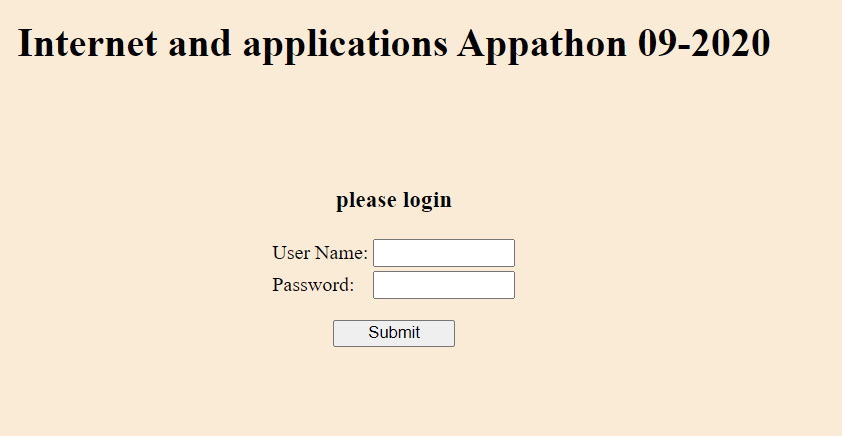 Internet and applications Appathon 09-2020
please login
User Name:
Password:
Submit